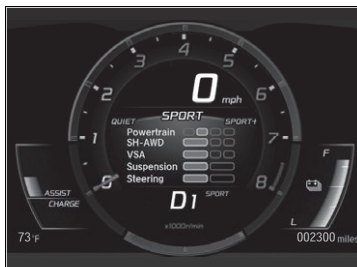 4
3 5
2 0 mph 6
SPORT
QUIET SPORT+
1 Powertrain 7
SH-AWD
VSA
Suspension
Steering
0 8
D1 SPORT
x1000r/min
ASSIST
CHARGE
F
L
73°F
002300 miles